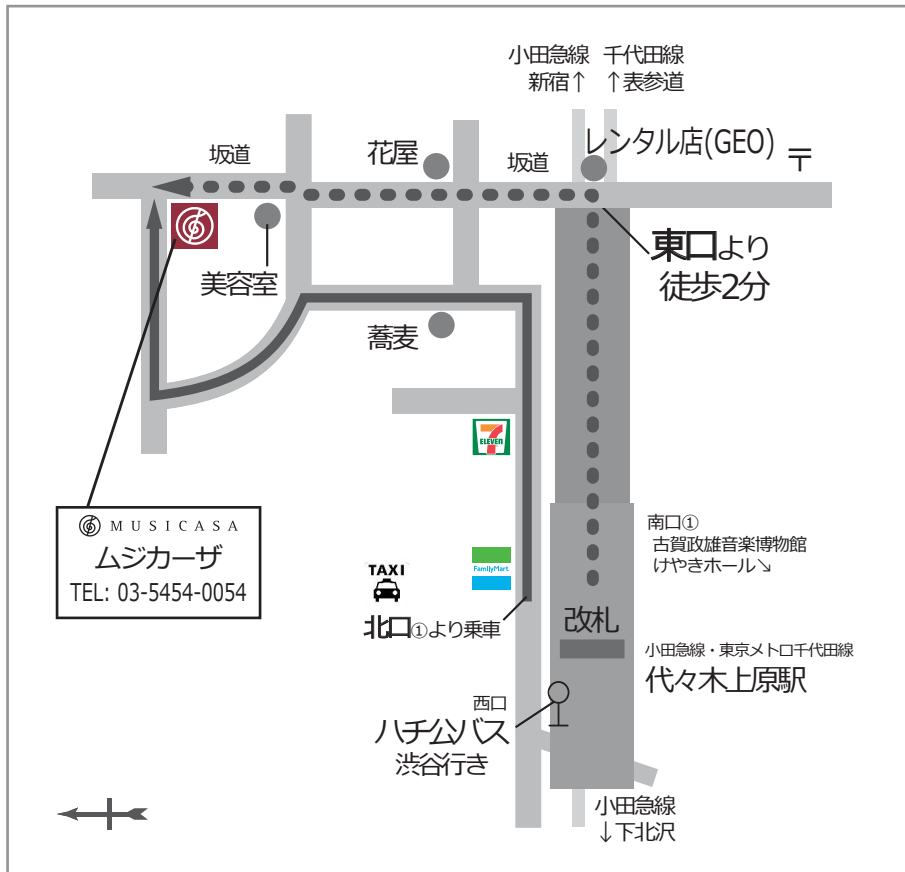 小田急線
新宿↑
千代田線
↑表参道
坂道
花屋
坂道
レンタル店(GEO)
〒
東口より
徒歩2分
美容室
蕎麦
7
ELEVEN
MUSICASA
ムジカーザ
TEL: 03-5454-0054
TAXI
FamilyMart
北口①より乗車
南口①
古賀政雄音楽博物館
けやきホール↘
改札
小田急線・東京メトロ千代田線
代々木上原駅
西口
ハチ公バス
渋谷行き
小田急線
↓下北沢